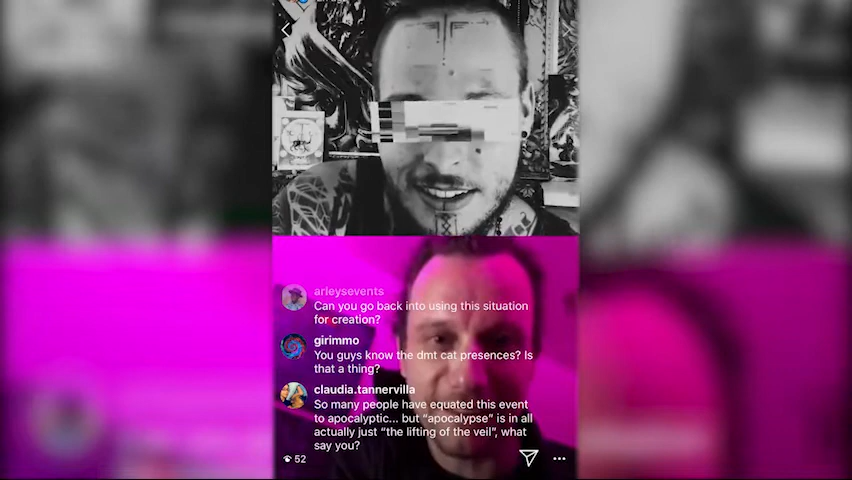 arleysevents
Can you go back into using this situation
for creation?
girimmo
You guys know the dmt cat presences? Is
that a thing?
claudia.tannervilla
So many people have equated this event
to apocalyptic... but “apocalypse” is in all
actually just “the lifting of the veil”, what
say you?
52